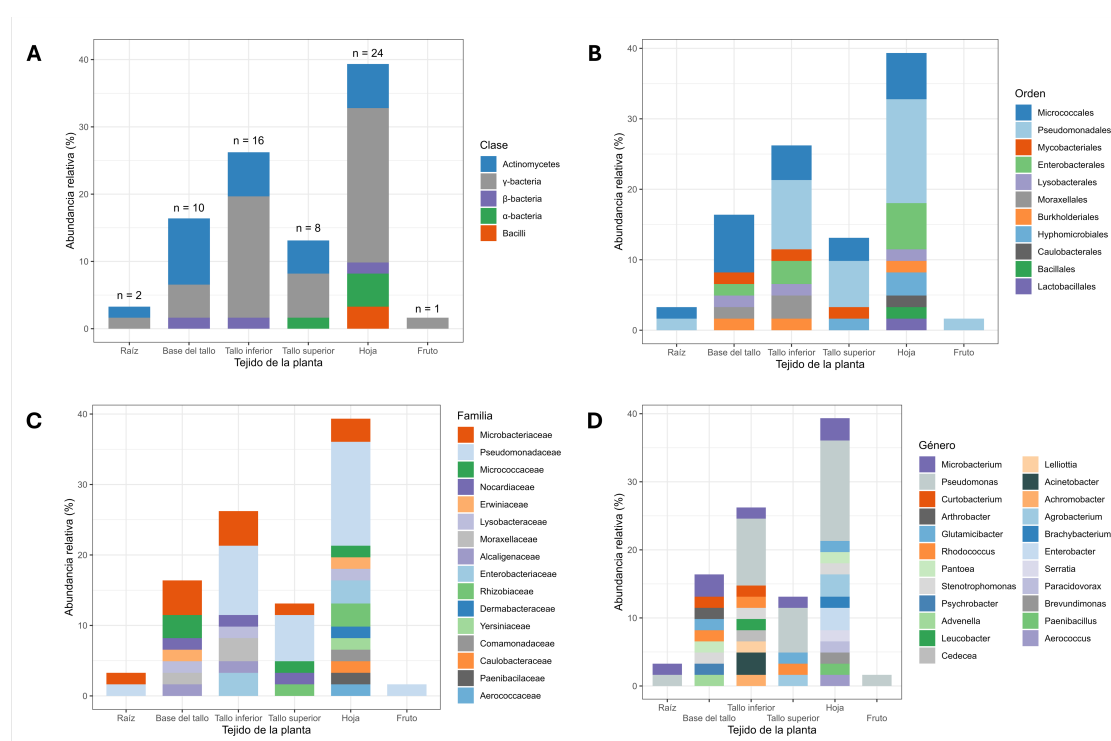 A
Abundancia relativa (%)
40
30
20
10
0
n = 2
n = 10
n = 16
n = 8
n = 24
n = 1
Raíz
Base del tallo
Tallo inferior
Tallo superior
Hoja
Fruto
Tejido de la planta
Clase
Actinomycetes
γ-bacteria
β-bacteria
α-bacteria
Bacilli
B
Abundancia relativa (%)
40
30
20
10
0
Raíz
Base del tallo
Tallo inferior
Tallo superior
Hoja
Fruto
Tejido de la planta
Orden
Micrococcales
Pseudomonadales
Mycobacteriales
Enterobacterales
Lysobacterales
Moraxellales
Burkholderiales
Hyphomicrobiales
Caulobacterales
Bacillales
Lactobacillales
C
Abundancia relativa (%)
40
30
20
10
0
Raíz
Base del tallo
Tallo inferior
Tallo superior
Hoja
Fruto
Tejido de la planta
Familia
Microbacteriaceae
Pseudomonadaceae
Micrococcaceae
Nocardiaceae
Erwiniaceae
Lysobacteraceae
Moraxellaceae
Alcaligenaceae
Enterobacteriaceae
Rhizobiaceae
Dermabacteraceae
Yersiniaceae
Comamonadaceae
Caulobacteraceae
Paenibacilaceae
Aerococcaceae
D
Abundancia relativa (%)
40
30
20
10
0
Raíz
Base del tallo
Tallo inferior
Tallo superior
Hoja
Fruto
Tejido de la planta
Género
Microbacterium
Pseudomonas
Curtobacterium
Arthrobacter
Glutamicibacter
Rhodococcus
Pantoea
Stenotrophomonas
Psychrobacter
Advenella
Leucobacter
Cedecea
Lelliottia
Acinetobacter
Achromobacter
Agrobacterium
Brachybacterium
Enterobacter
Serratia
Paracidovorax
Brevundimonas
Paenibacillus
Aerococcus